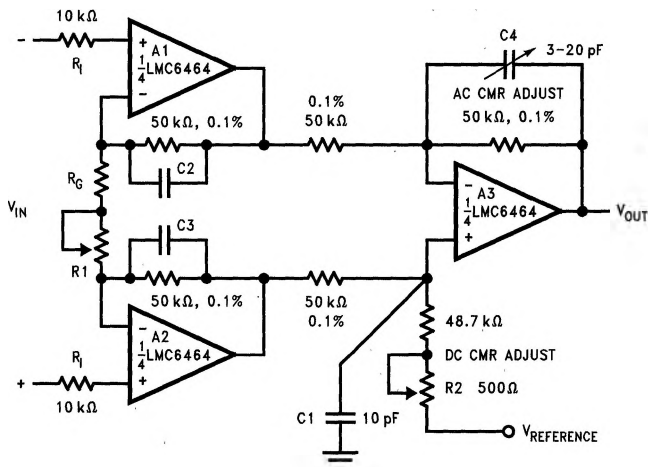 10 kΩ
−
R_I
+
A1
1/4 LMC6464
−
50 kΩ, 0.1%
C2
0.1%
50 kΩ
C4
3–20 pF
AC CMR ADJUST
50 kΩ, 0.1%
R_G
V_IN
R1
C3
50 kΩ, 0.1%
50 kΩ
0.1%
−
A3
1/4 LMC6464
+
V_OUT
−
A2
1/4 LMC6464
+
R_I
+
10 kΩ
48.7 kΩ
DC CMR ADJUST
R2 500Ω
C1
10 pF
V_REFERENCE